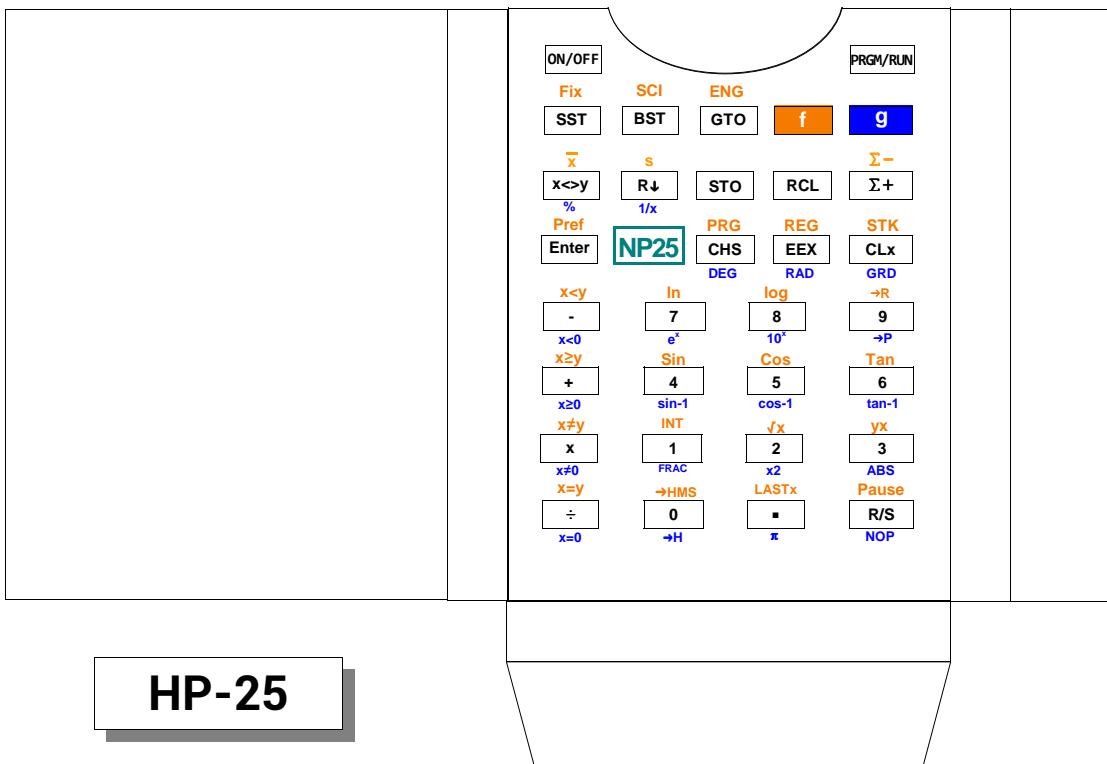 ON/OFF PRGM/RUN
Fix SCI ENG
SST BST GTO f g
x̅ s Σ−
x<>y R↓ STO RCL Σ+
% 1/x
Pref PRG REG STK
Enter NP25 CHS EEX CLx
DEG RAD GRD
x<y ln log →R
- 7 8 9
x<0 eˣ 10ˣ →P
x≥y Sin Cos Tan
+ 4 5 6
x≥0 sin-1 cos-1 tan-1
x≠y INT √x yx
x 1 2 3
x≠0 FRAC x2 ABS
x=y →HMS LASTx Pause
÷ 0 ▪ R/S
x=0 →H π NOP
HP-25